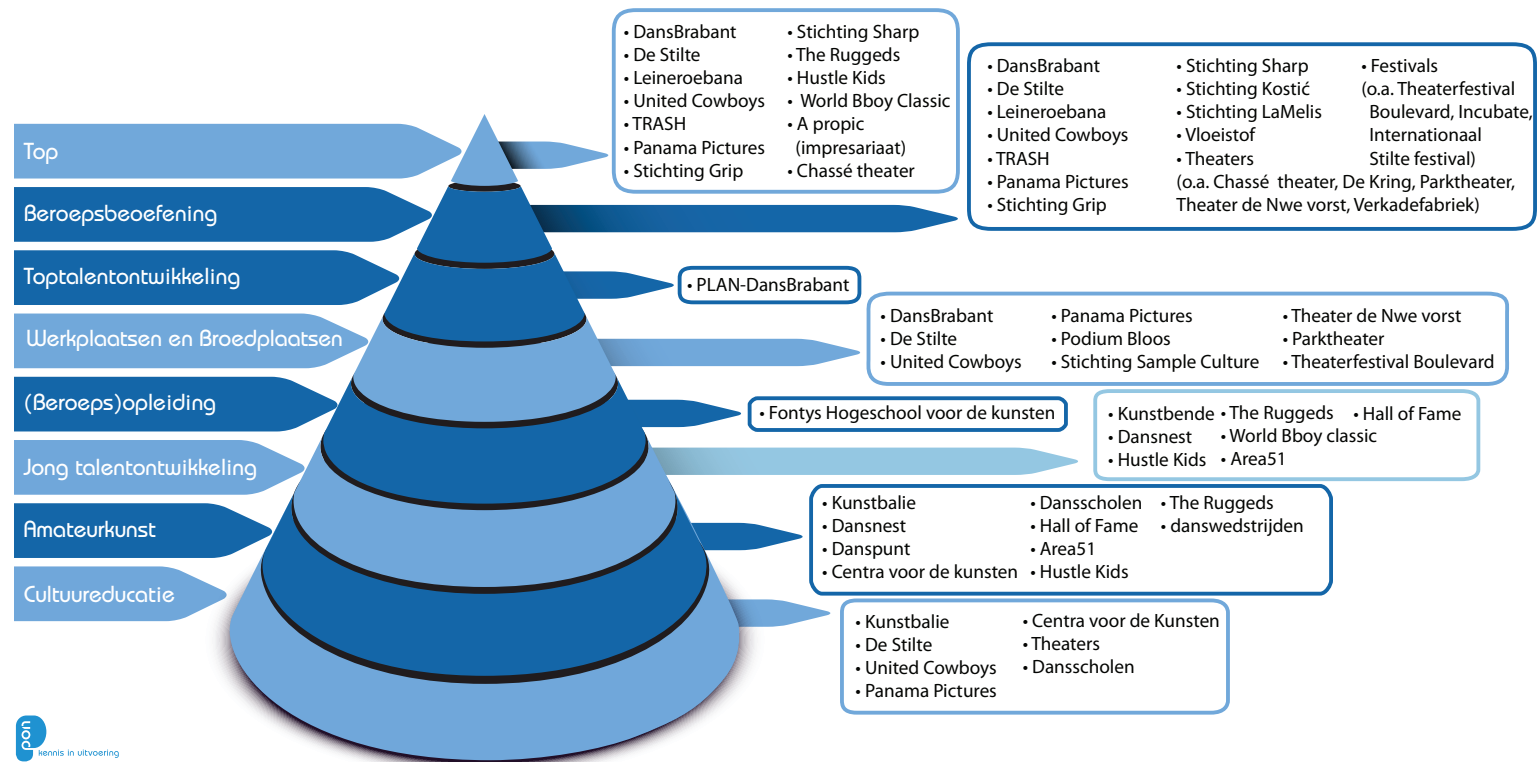 Top
• DansBrabant
• De Stilte
• Leineroebana
• United Cowboys
• TRASH
• Panama Pictures
• Stichting Grip
• Stichting Sharp
• The Ruggeds
• Hustle Kids
• World Bboy Classic
• A propic
(impresariaat)
• Chassé theater
Beroepsbeoefening
• DansBrabant
• De Stilte
• Leineroebana
• United Cowboys
• TRASH
• Panama Pictures
• Stichting Grip
• Stichting Sharp
• Stichting Kostić
• Stichting LaMelis
• Vloeistof
• Theaters
(o.a. Chassé theater, De Kring, Parktheater,
Theater de Nwe vorst, Verkadefabriek)
• Festivals
(o.a. Theaterfestival
Boulevard, Incubate,
Internationaal
Stilte festival)
Toptalentontwikkeling
• PLAN-DansBrabant
Werkplaatsen en Broedplaatsen
• DansBrabant
• De Stilte
• United Cowboys
• Panama Pictures
• Podium Bloos
• Stichting Sample Culture
• Theater de Nwe vorst
• Parktheater
• Theaterfestival Boulevard
(Beroeps)opleiding
• Fontys Hogeschool voor de kunsten
Jong talentontwikkeling
• Kunstbende
• Dansnest
• Hustle Kids
• The Ruggeds
• World Bboy classic
• Area51
• Hall of Fame
Amateurkunst
• Kunstbalie
• Dansnest
• Danspunt
• Centra voor de kunsten
• Dansscholen
• Hall of Fame
• Area51
• Hustle Kids
• The Ruggeds
• danswedstrijden
Cultuureducatie
• Kunstbalie
• De Stilte
• United Cowboys
• Panama Pictures
• Centra voor de Kunsten
• Theaters
• Dansscholen
pon
kennis in uitvoering